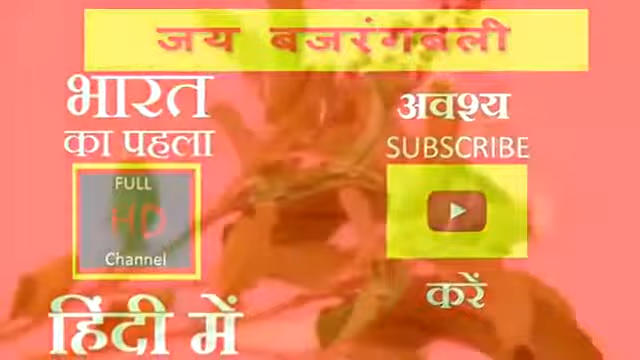 जय बजरंगबली
भारत
का पहला
FULL
HD
Channel
हिंदी में
अवश्य
SUBSCRIBE
करें